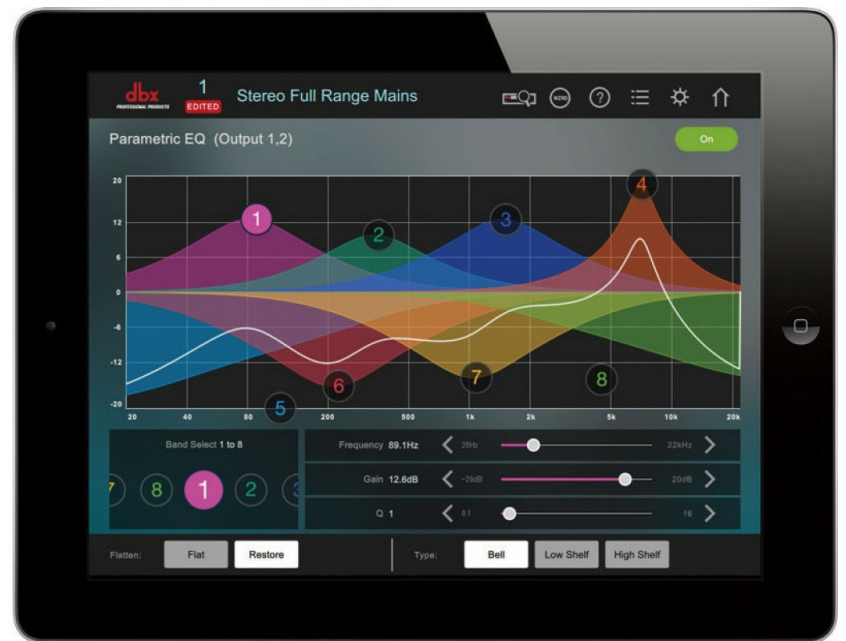 dbx
PROFESSIONAL PRODUCTS
1
EDITED
Stereo Full Range Mains
WIZARD
?
Parametric EQ (Output 1,2)
On
20
12
6
0
-6
-12
-20
1
2
3
4
5
6
7
8
20 40 80 200 500 1k 2k 5k 10k 20k
Band Select 1 to 8
7 8 1 2 3
Frequency 89.1Hz 20Hz 22kHz
Gain 12.6dB -20dB 20dB
Q 1 0.1 16
Flatten: Flat Restore Type: Bell Low Shelf High Shelf